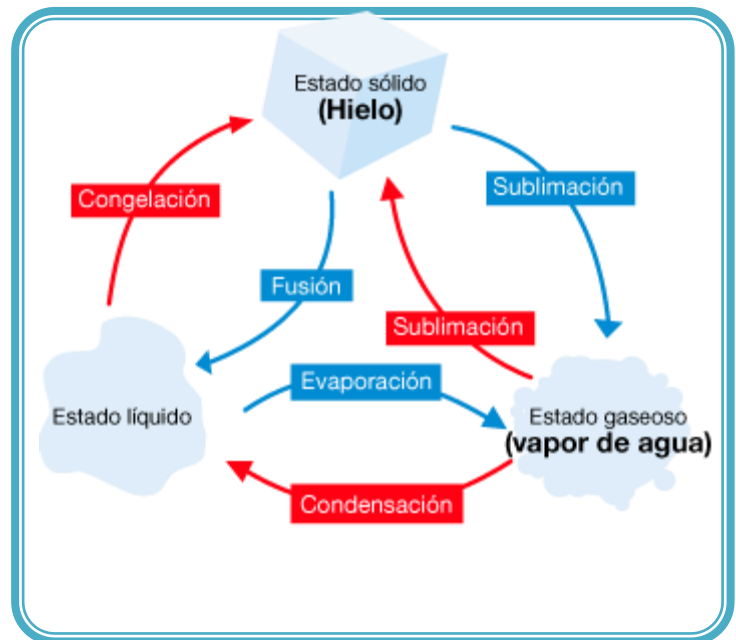 Estado sólido
(Hielo)
Congelación
Sublimación
Fusión
Sublimación
Evaporación
Estado líquido
Estado gaseoso
(vapor de agua)
Condensación